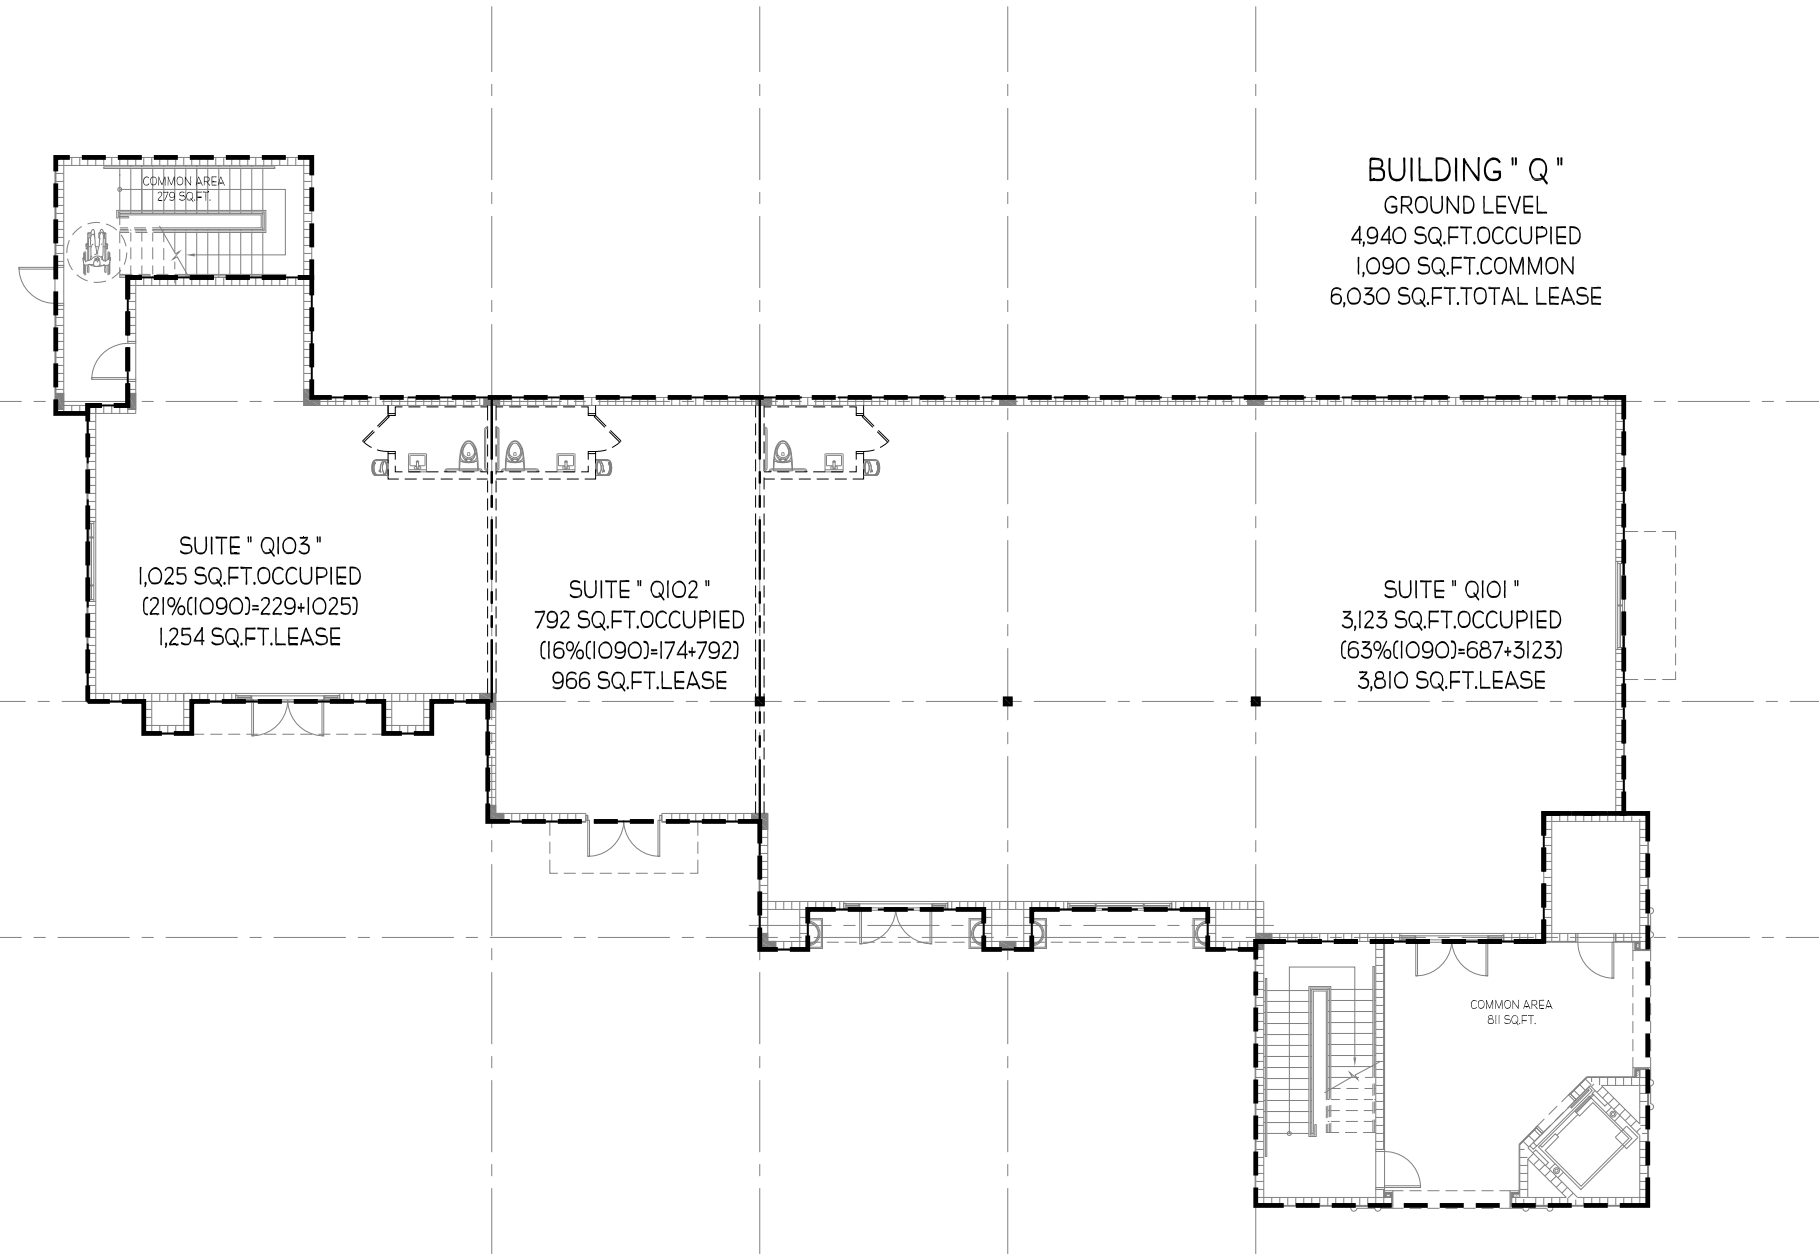 BUILDING " Q "
GROUND LEVEL
4,940 SQ.FT.OCCUPIED
1,090 SQ.FT.COMMON
6,030 SQ.FT.TOTAL LEASE
COMMON AREA
279 SQ.FT.
SUITE " Q103 "
1,025 SQ.FT.OCCUPIED
(21%(1090)=229+1025)
1,254 SQ.FT.LEASE
SUITE " Q102 "
792 SQ.FT.OCCUPIED
(16%(1090)=174+792)
966 SQ.FT.LEASE
SUITE " Q101 "
3,123 SQ.FT.OCCUPIED
(63%(1090)=687+3123)
3,810 SQ.FT.LEASE
COMMON AREA
811 SQ.FT.